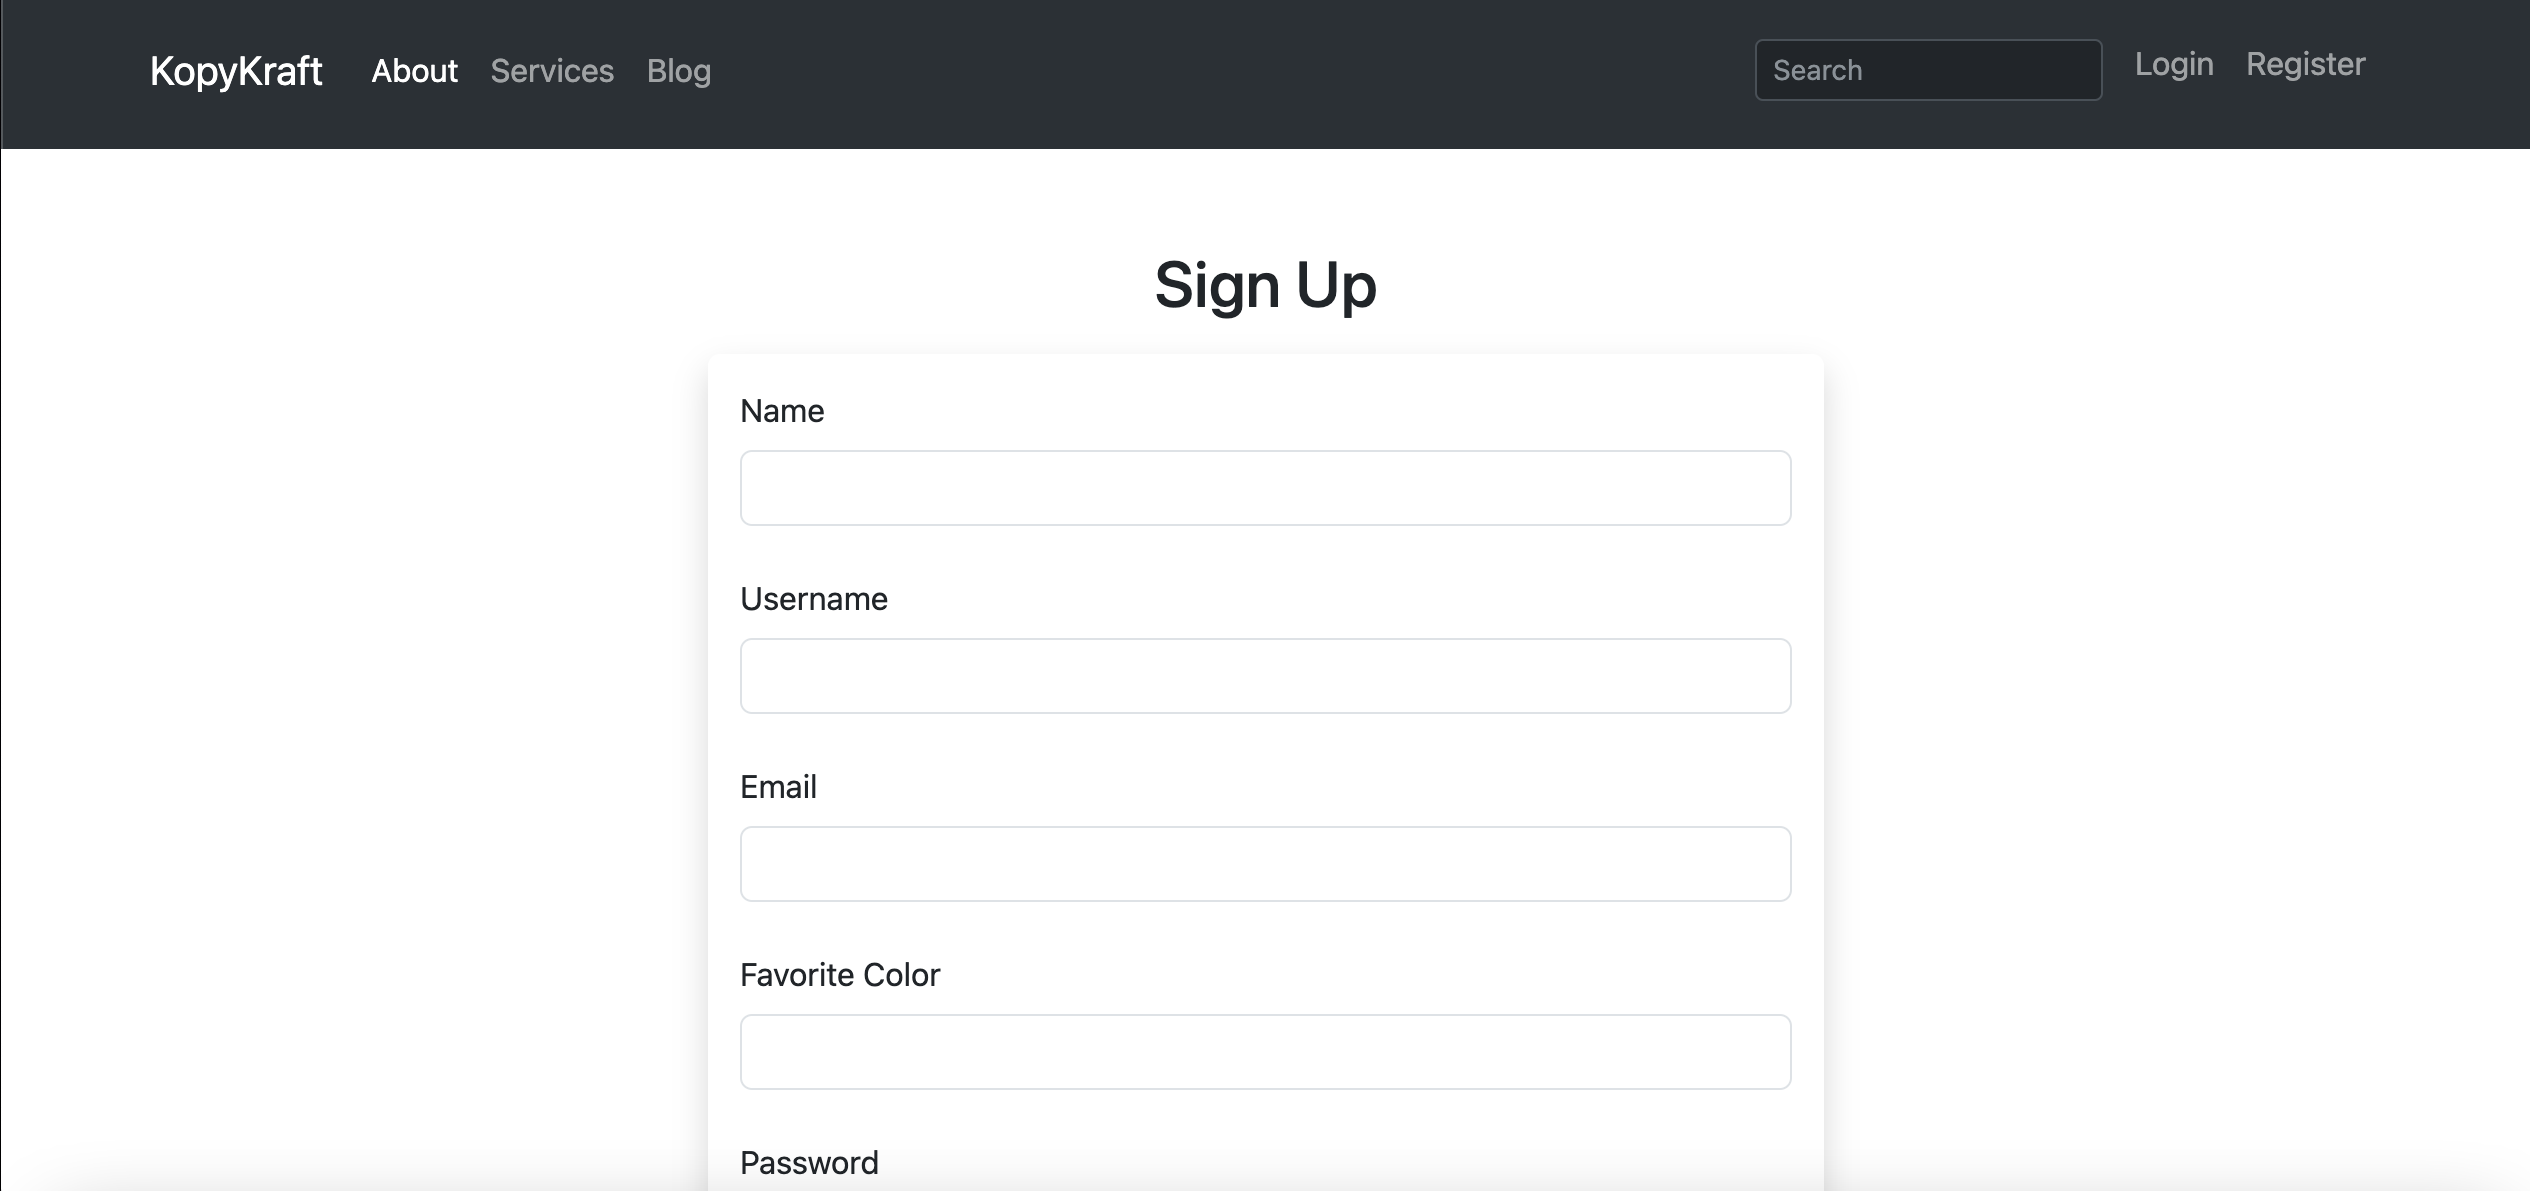 KopyKraft About Services Blog Search Login Register
Sign Up
Name
Username
Email
Favorite Color
Password